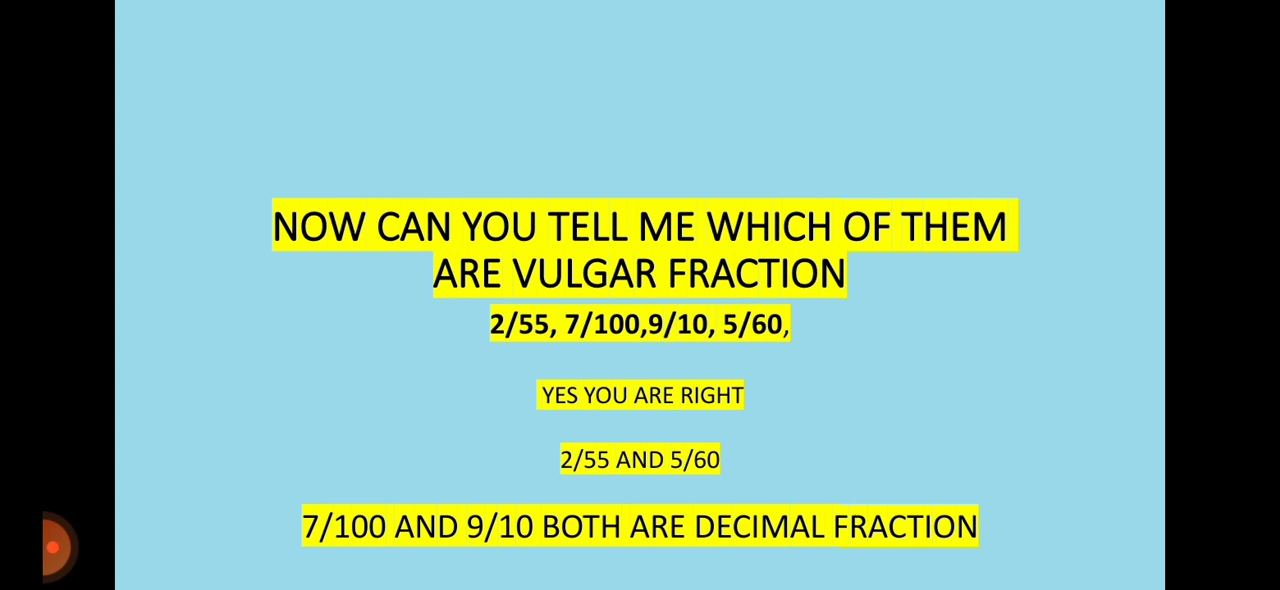 NOW CAN YOU TELL ME WHICH OF THEM
ARE VULGAR FRACTION
2/55, 7/100,9/10, 5/60,
YES YOU ARE RIGHT
2/55 AND 5/60
7/100 AND 9/10 BOTH ARE DECIMAL FRACTION